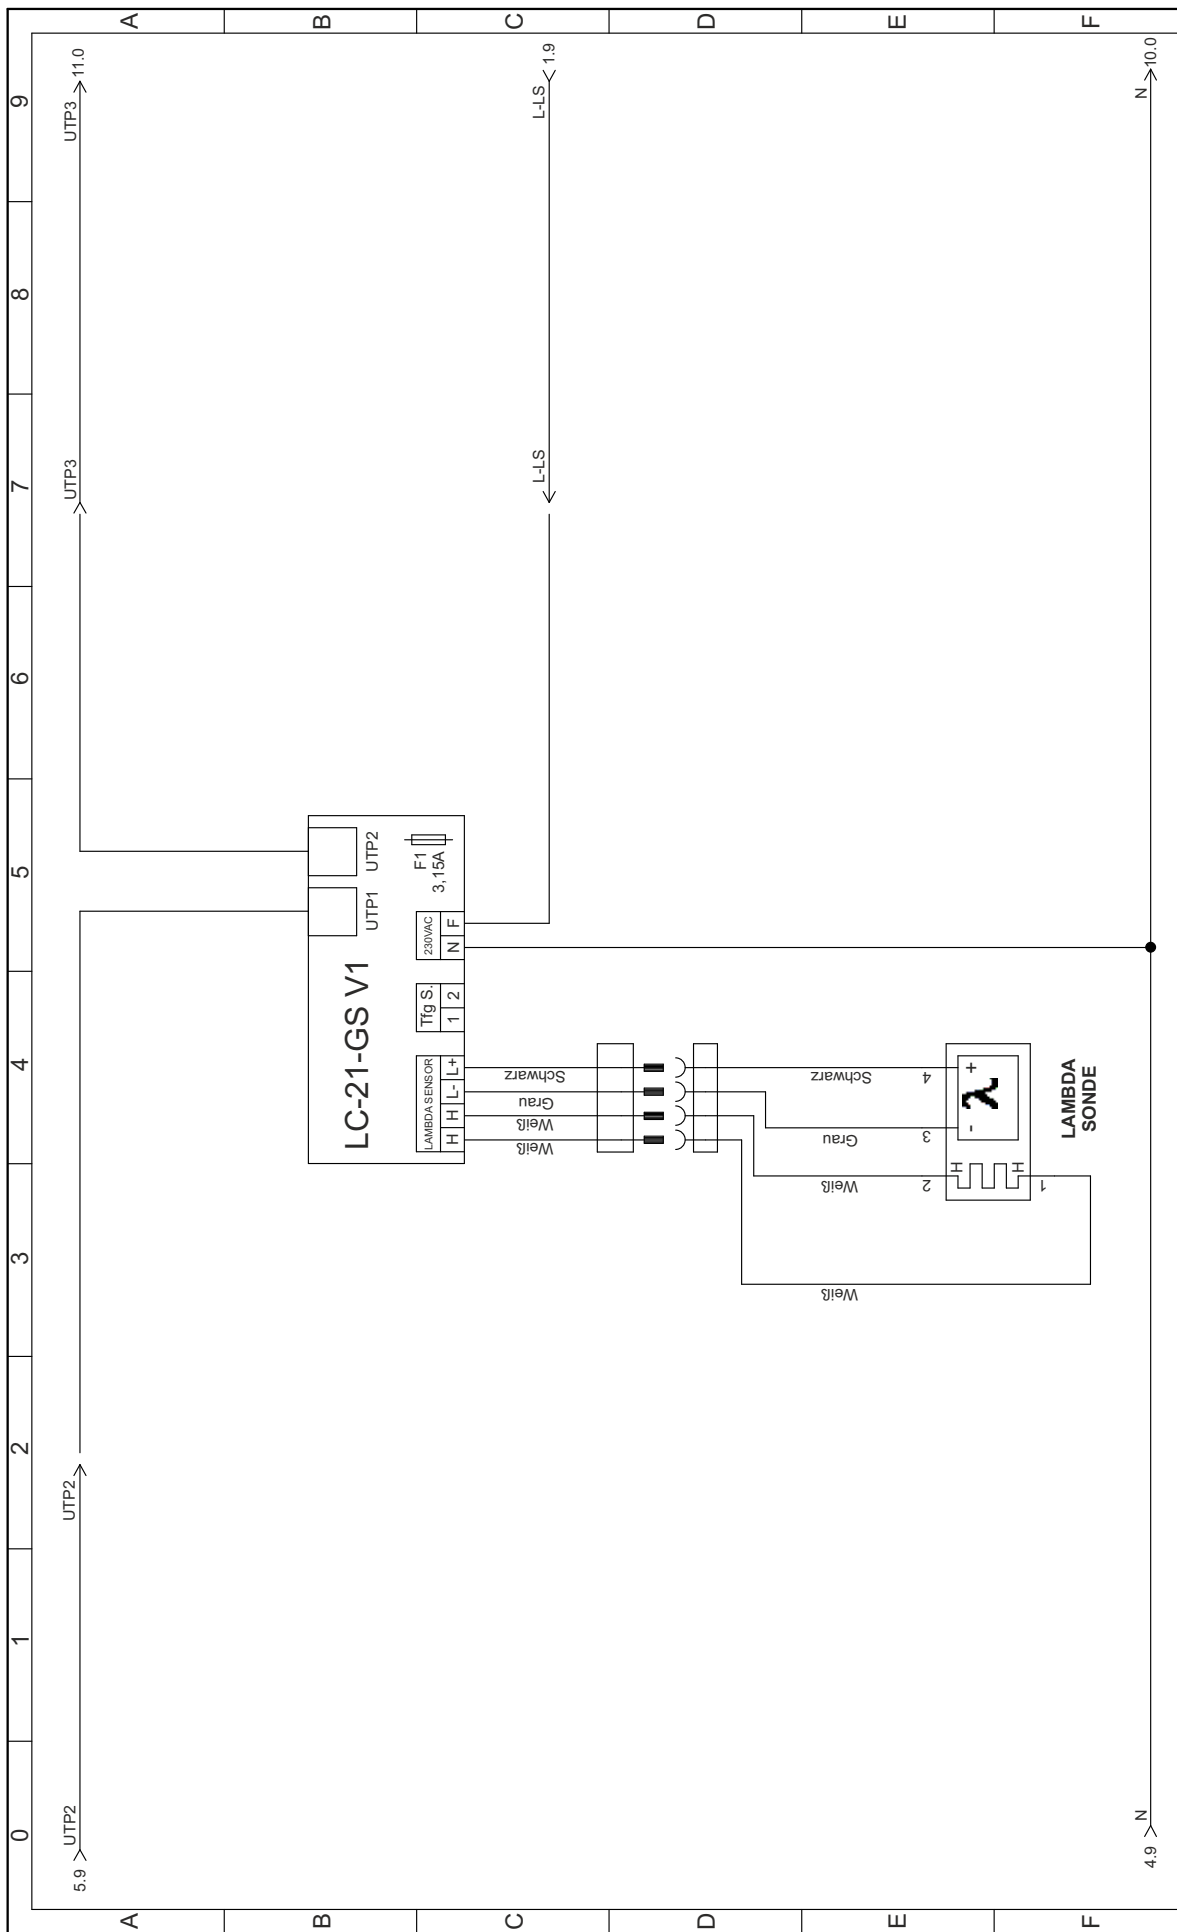 0 1 2 3 4 5 6 7 8 9
A A
5.9 UTP2 UTP2 UTP3 UTP3 11.0
B B
UTP1 UTP2
LC-21-GS V1
F1
3,15A
LAMBDA SENSOR Tfg S. 230VAC
H H L- L+ 1 2 N F
C C
Weiß
Weiß
Grau
Schwarz
L-LS L-LS 1.9
D D
Weiß
Weiß
Grau
Schwarz
E E
2 3 4
H - λ +
H
1
LAMBDA
SONDE
F F
4.9 N N 10.0